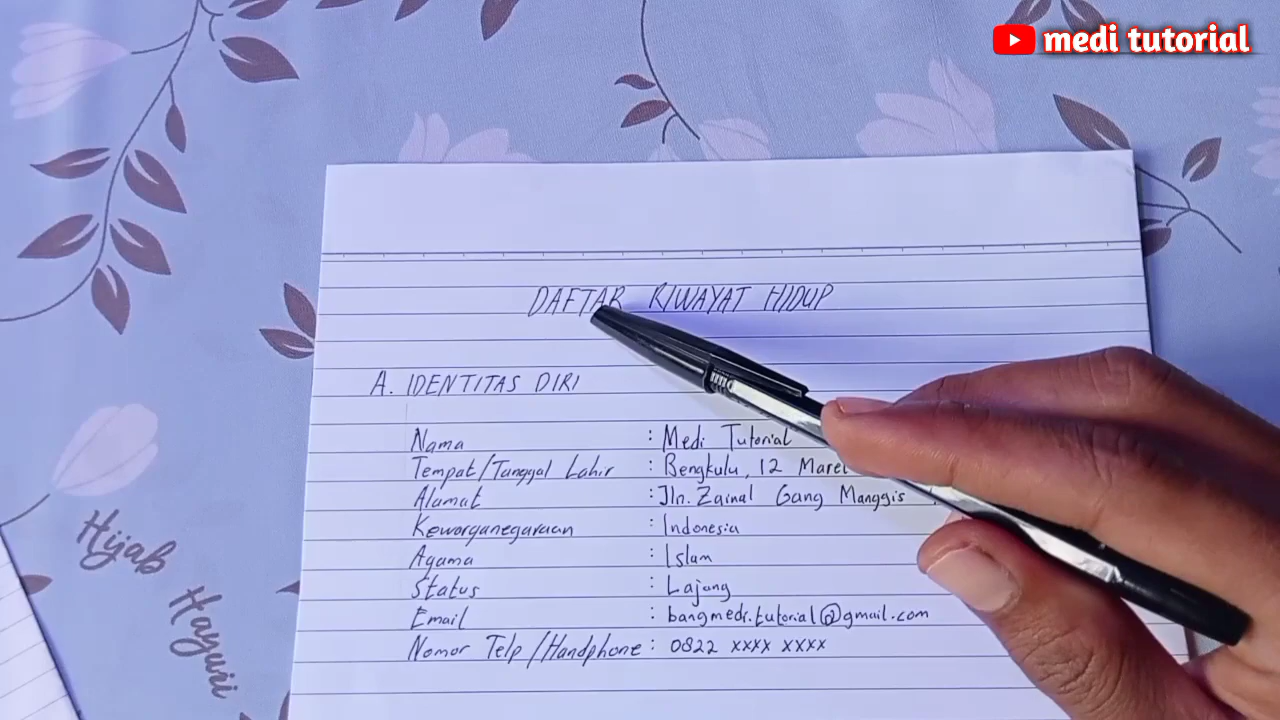 medi tutorial
DAFTAR RIWAYAT HIDUP
A. IDENTITAS DIRI
Nama : Medi Tutorial
Tempat/Tanggal Lahir : Bengkulu, 12 Maret
Alamat : Jln. Zainal Gang Manggis
Kewarganegaraan : Indonesia
Agama : Islam
Status : Lajang
Email : bangmedi.tutorial@gmail.com
Nomor Telp/Handphone : 0822 xxxx xxxx
Hijab
Hayuri